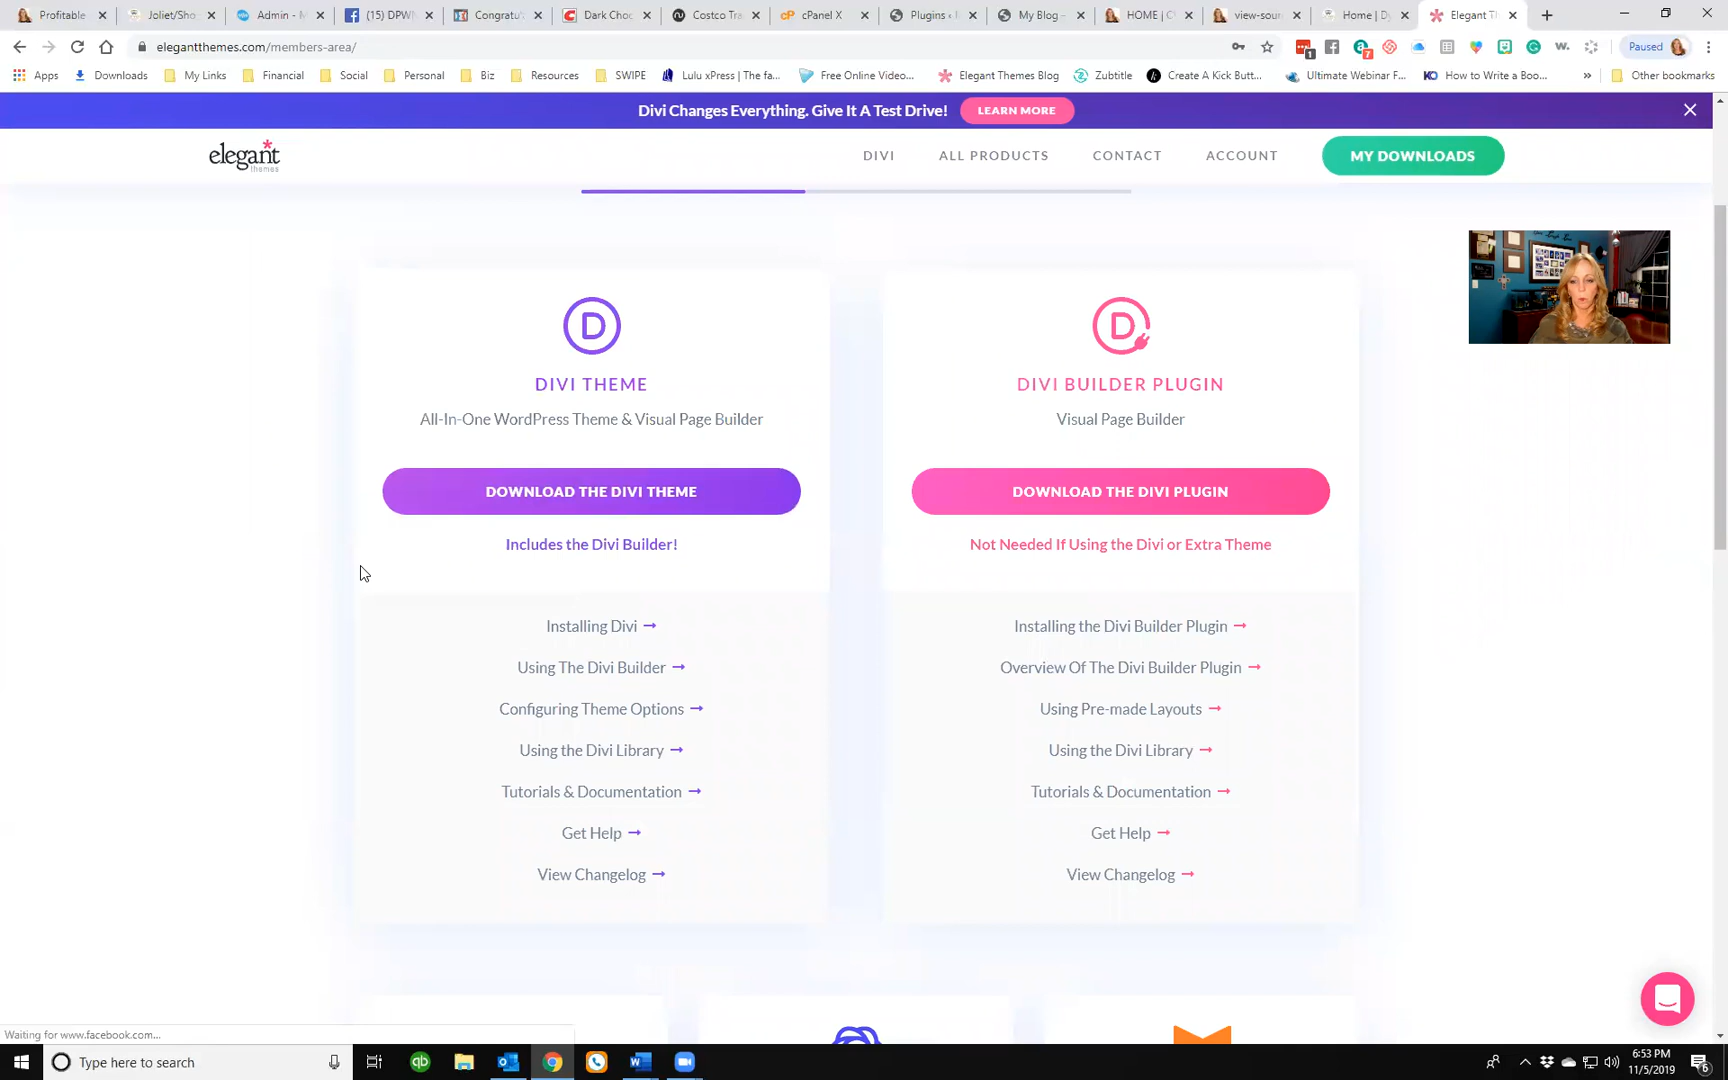 Profitable
Joliet/Sho
Admin - M
(15) DPW
Congratu
Dark Choc
Costco Tra
cPanel X
Plugins ‹
My Blog –
HOME | C
view-sour
Home | D
Elegant T
elegantthemes.com/members-area/
Paused
Apps
Downloads
My Links
Financial
Social
Personal
Biz
Resources
SWIPE
Lulu xPress | The fa...
Free Online Video...
Elegant Themes Blog
Zubtitle
Create A Kick Butt...
Ultimate Webinar F...
How to Write a Boo...
»
Other bookmarks
Divi Changes Everything. Give It A Test Drive!
LEARN MORE
elegant
themes
DIVI
ALL PRODUCTS
CONTACT
ACCOUNT
MY DOWNLOADS
D
DIVI THEME
All-In-One WordPress Theme & Visual Page Builder
DOWNLOAD THE DIVI THEME
Includes the Divi Builder!
Installing Divi
Using The Divi Builder
Configuring Theme Options
Using the Divi Library
Tutorials & Documentation
Get Help
View Changelog
D
DIVI BUILDER PLUGIN
Visual Page Builder
DOWNLOAD THE DIVI PLUGIN
Not Needed If Using the Divi or Extra Theme
Installing the Divi Builder Plugin
Overview Of The Divi Builder Plugin
Using Pre-made Layouts
Using the Divi Library
Tutorials & Documentation
Get Help
View Changelog
Waiting for www.facebook.com...
Type here to search
6:53 PM
11/5/2019